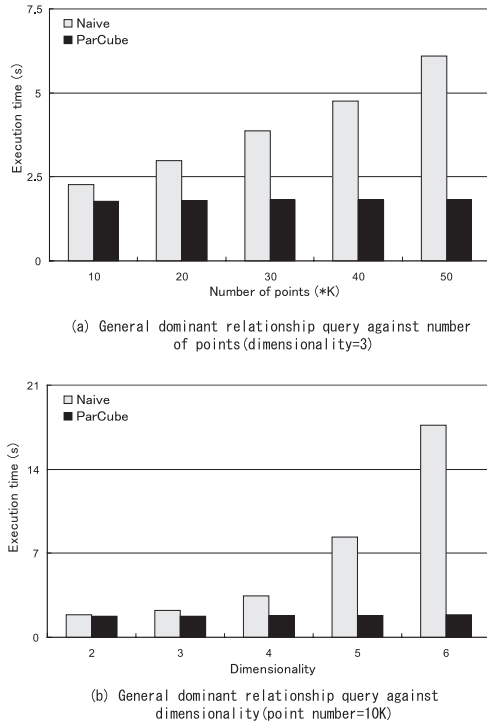 7.5
Naive
ParCube
5
2.5
0
Execution time (s)
10 20 30 40 50
Number of points (*K)
(a) General dominant relationship query against number
of points(dimensionality=3)
21
Naive
ParCube
14
7
0
Execution time (s)
2 3 4 5 6
Dimensionality
(b) General dominant relationship query against
dimensionality(point number=10K)